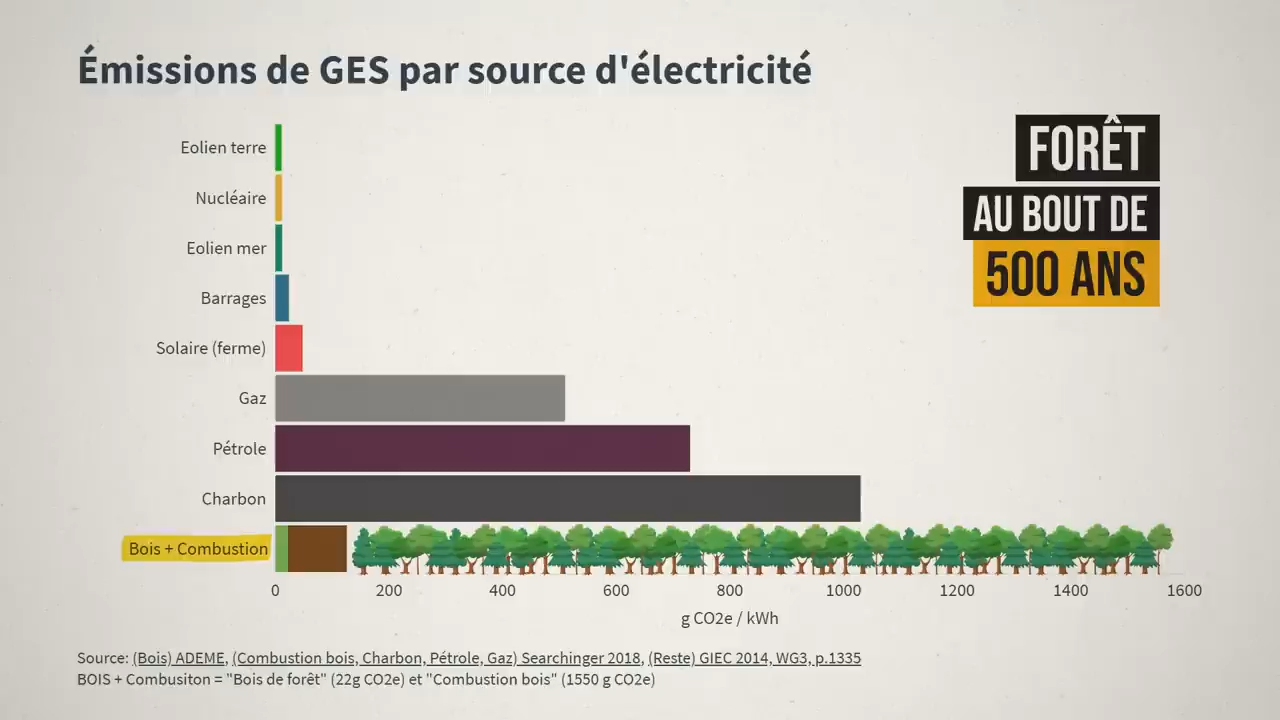 Émissions de GES par source d'électricité
FORÊT
AU BOUT DE
500 ANS
Eolien terre
Nucléaire
Eolien mer
Barrages
Solaire (ferme)
Gaz
Pétrole
Charbon
Bois + Combustion
0 200 400 600 800 1000 1200 1400 1600
g CO2e / kWh
Source: (Bois) ADEME, (Combustion bois, Charbon, Pétrole, Gaz) Searchinger 2018, (Reste) GIEC 2014, WG3, p.1335
BOIS + Combusiton = "Bois de forêt" (22g CO2e) et "Combustion bois" (1550 g CO2e)